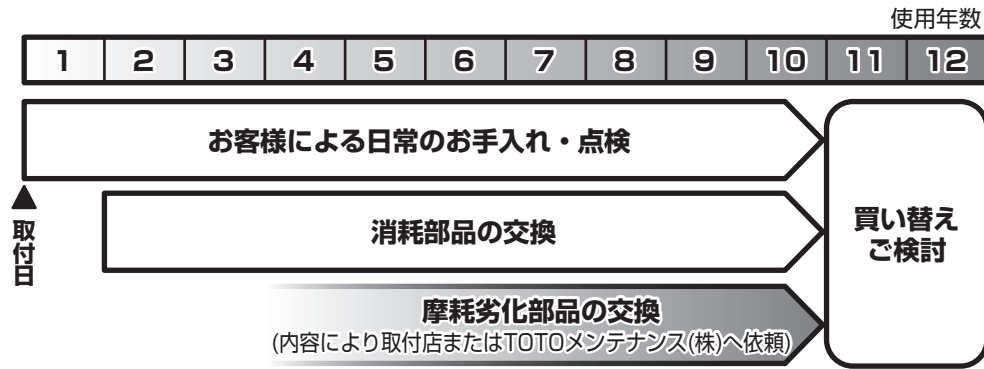 使用年数
1 2 3 4 5 6 7 8 9 10 11 12
お客様による日常のお手入れ・点検
取付日
消耗部品の交換
買い替え
ご検討
摩耗劣化部品の交換
(内容により取付店またはTOTOメンテナンス(株)へ依頼)